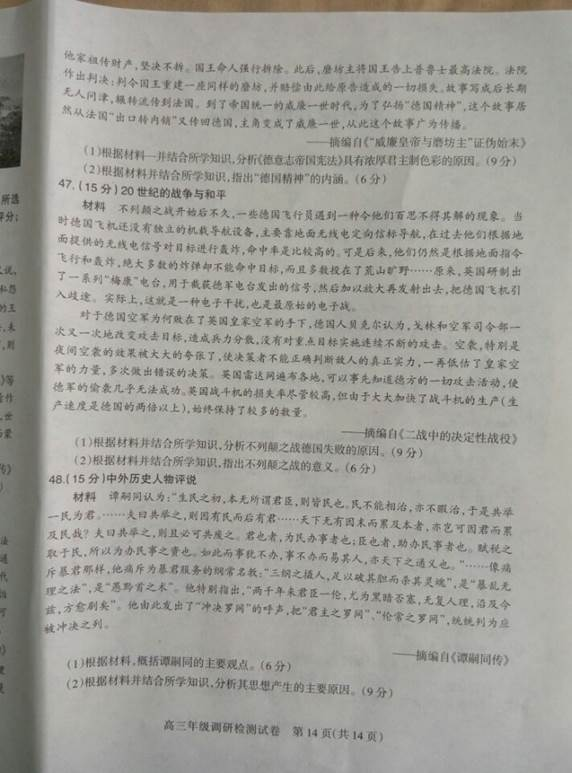 他家祖传财产,坚决不拆。国王命人强行拆除。此后,磨坊主将国王告上普鲁士最高法院。法院
作出判决:判令国王重建一座同样的磨坊,并赔偿由此给原告造成的一切损失。故事写成后长期
无人问津,辗转流传到法国。到了帝国统一的威廉一世时代,为了弘扬“德国精神”,这个故事居
然从法国“出口转内销”又传回德国,主角变成了威廉一世,从此这个故事广为传播。
——摘编自《“威廉皇帝与磨坊主”证伪始末》
(1)根据材料一并结合所学知识,分析《德意志帝国宪法》具有浓厚君主制色彩的原因。(9分)
(2)根据材料并结合所学知识,指出“德国精神”的内涵。(6分)
47.(15分)20世纪的战争与和平
材料 不列颠之战开始后不久,一些德国飞行员遇到一种令他们百思不得其解的现象。当
时德国飞机还没有独立的机载导航设备,主要靠地面无线电定向信标导航,在过去他们根据地
面提供的无线电信号对目标进行轰炸,命中率是比较高的。可是后来,他们仍然是根据地面指令
飞行和轰炸,绝大多数的炸弹却不能命中目标,而且多数投在了荒山旷野……原来,英国研制出
了一系列“梅康”电台,用于截获德军电台发出的信号,然后加以放大再发射出去,把德国飞机引
入歧途。实际上,这就是一种电子干扰,也是最原始的电子战。
对于德国空军为何败在了英国皇家空军的手下,德国人贝克尔认为,戈林和空军司令部一
次又一次地改变攻击目标,造成兵力分散,没有对重点目标实施连续不断的攻击。空袭,特别是
夜间空袭的效果被大大的夸张了,使决策者不能正确判断敌人的真正实力,一再低估了皇家空
军的力量,多次做出错误的决策。英国雷达网遍布各地,可以事先知道德方的一切攻击活动,使
德军的偷袭几乎无法成功。英国战斗机的损失率尽管较高,但由于大大加快了战斗机的生产(生
产速度是德国的两倍以上),始终保持了较多的数量。
——摘编自《二战中的决定性战役》
(1)根据材料并结合所学知识,分析不列颠之战德国失败的原因。(9分)
(2)根据材料并结合所学知识,指出不列颠之战的意义。(6分)
48.(15分)中外历史人物评说
材料 谭嗣同认为:“生民之初,本无所谓君臣,则皆民也。民不能相治,亦不暇治,于是共举
一民为君。……夫曰共举之,则因有民而后有君……天下无有因末而累及本者,亦岂可因君而累
及民哉?夫曰共举之,则且必可共废之。君也者,为民办事者也;臣也者,助办民事者也。赋税之
取于民,所以为办民事之资也。如此而事犹不办,事不办而易其人,亦天下之通义也。”……像痛
斥暴君那样,他痛斥为暴君服务的纲常名教:“三纲之摄人,足以破其胆而杀其灵魂”,是“暴乱无
理之法”,是“愚黔首之术”。他特别指出,“两千年来君臣一伦,尤为黑暗否塞,无复人理,沿及今
兹,方愈剧矣”。他由此发出了“冲决罗网”的呼声,把“君主之罗网”、“伦常之罗网”,统统列为应
被冲决之列。
——摘编自《谭嗣同传》
(1)根据材料,概括谭嗣同的主要观点。(6分)
(2)根据材料并结合所学知识,分析其思想产生的主要原因。(9分)
高三年级调研检测试卷 第14页(共14页)